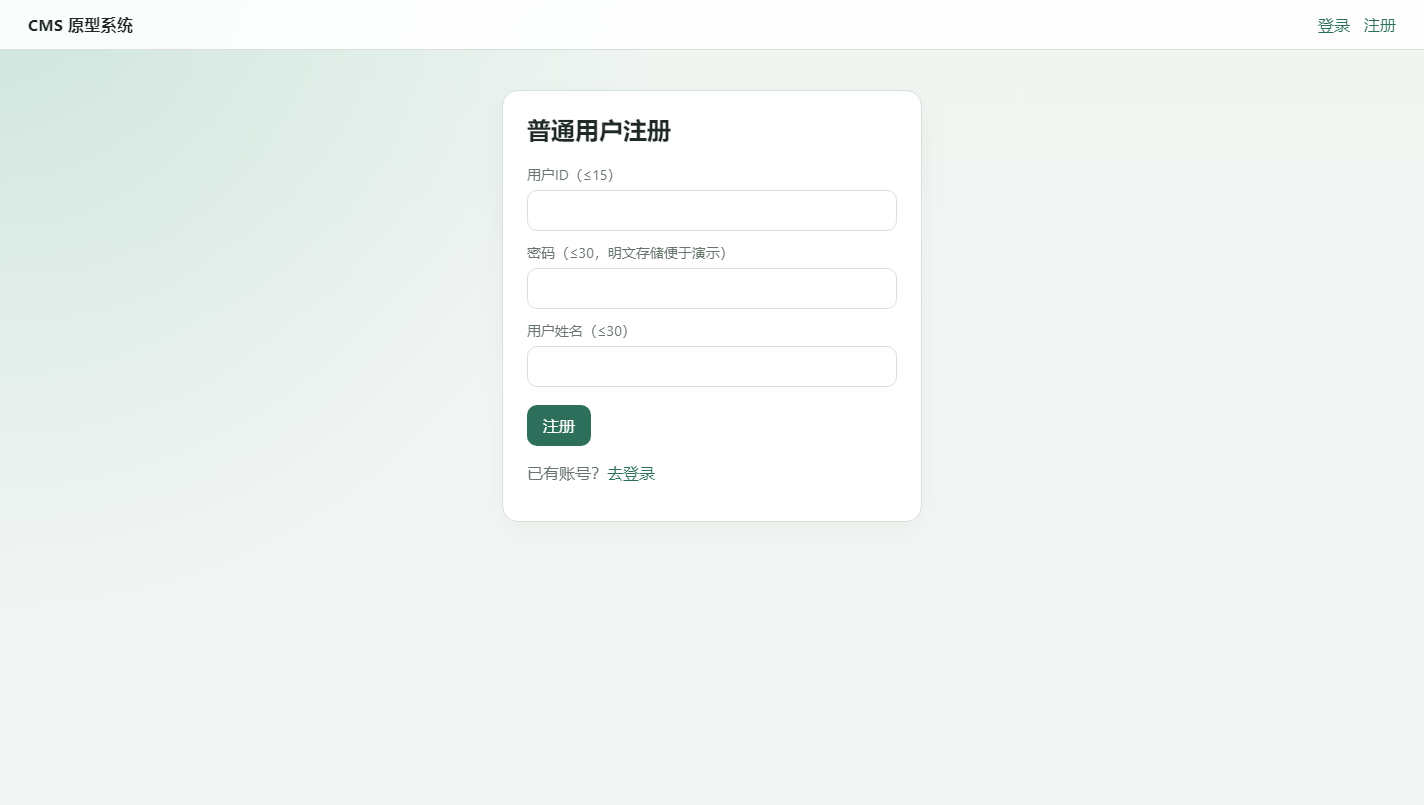 CMS 原型系统
登录 注册
普通用户注册
用户ID（≤15）
密码（≤30，明文存储便于演示）
用户姓名（≤30）
注册
已有账号？去登录